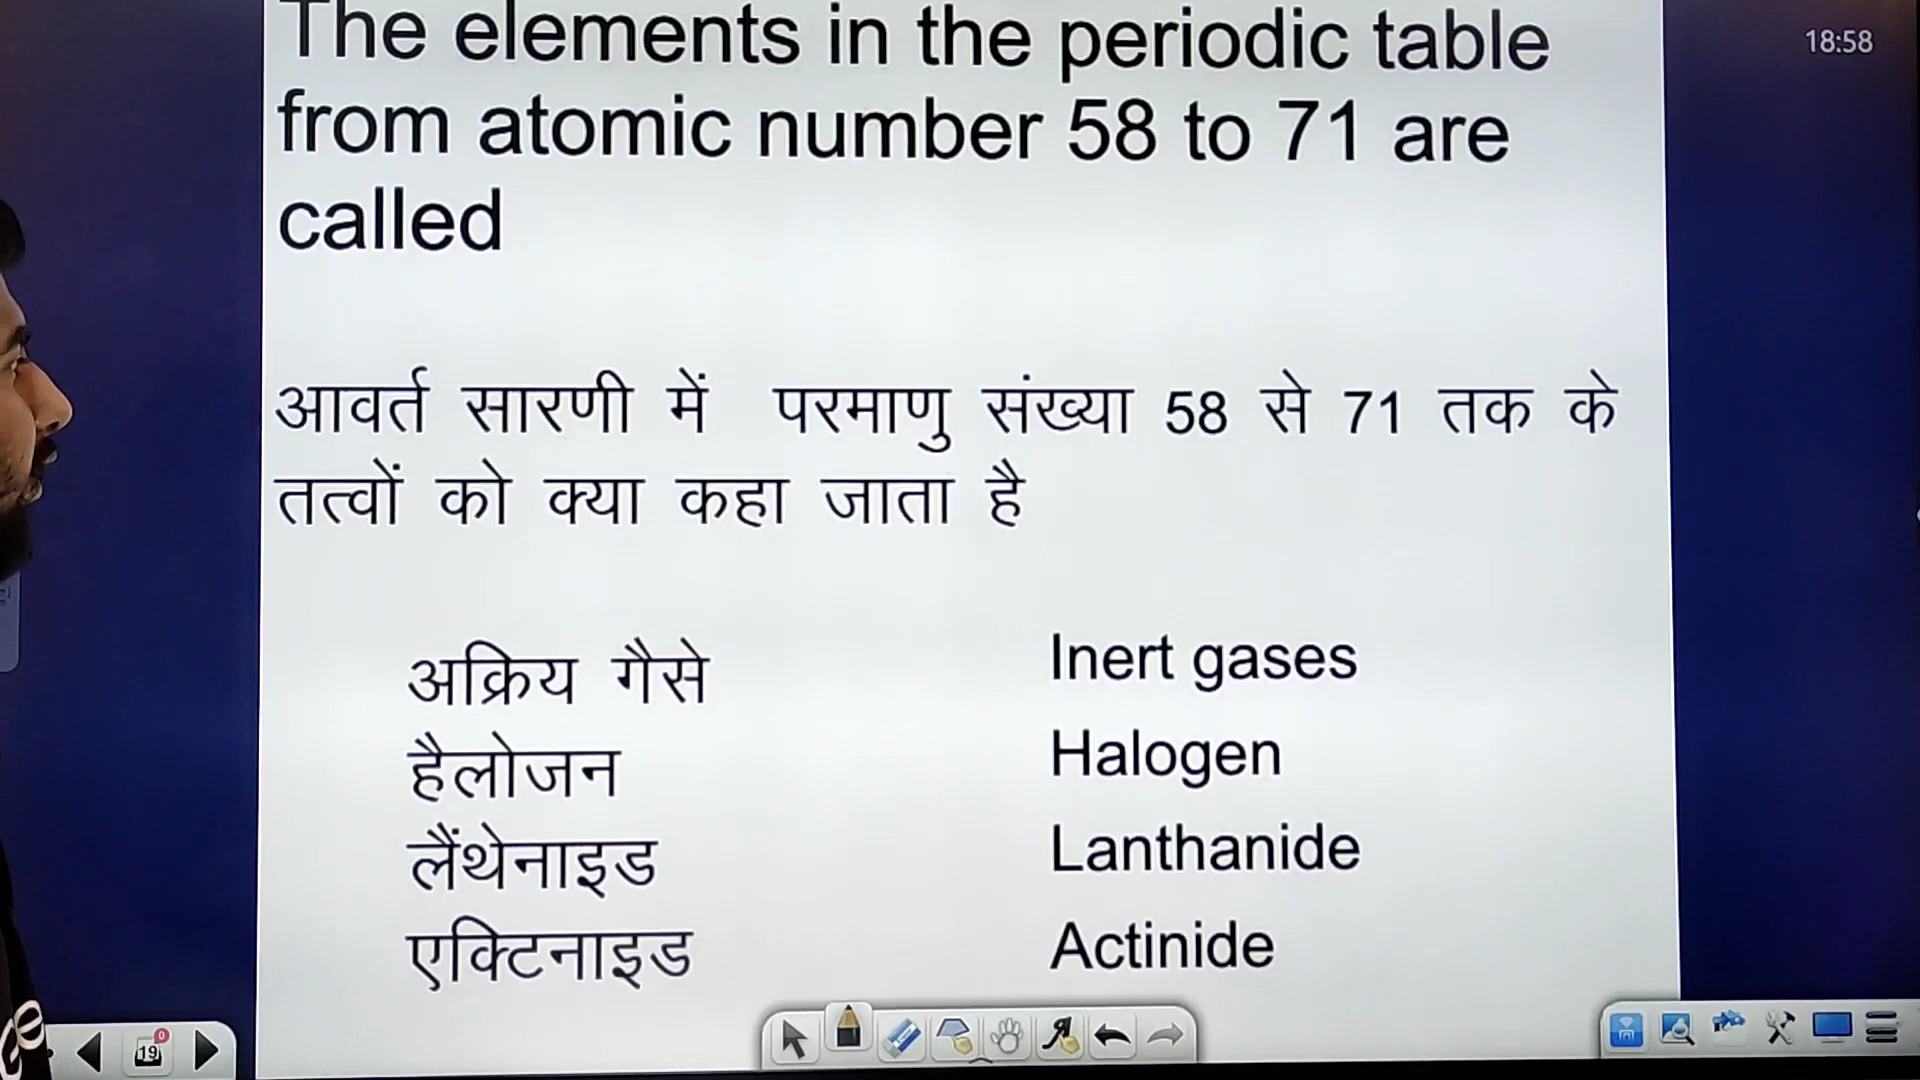 The elements in the periodic table
from atomic number 58 to 71 are
called
आवर्त सारणी में परमाणु संख्या 58 से 71 तक के
तत्वों को क्या कहा जाता है
अक्रिय गैसे
हैलोजन
लैंथेनाइड
एक्टिनाइड
Inert gases
Halogen
Lanthanide
Actinide
18:58
19
0